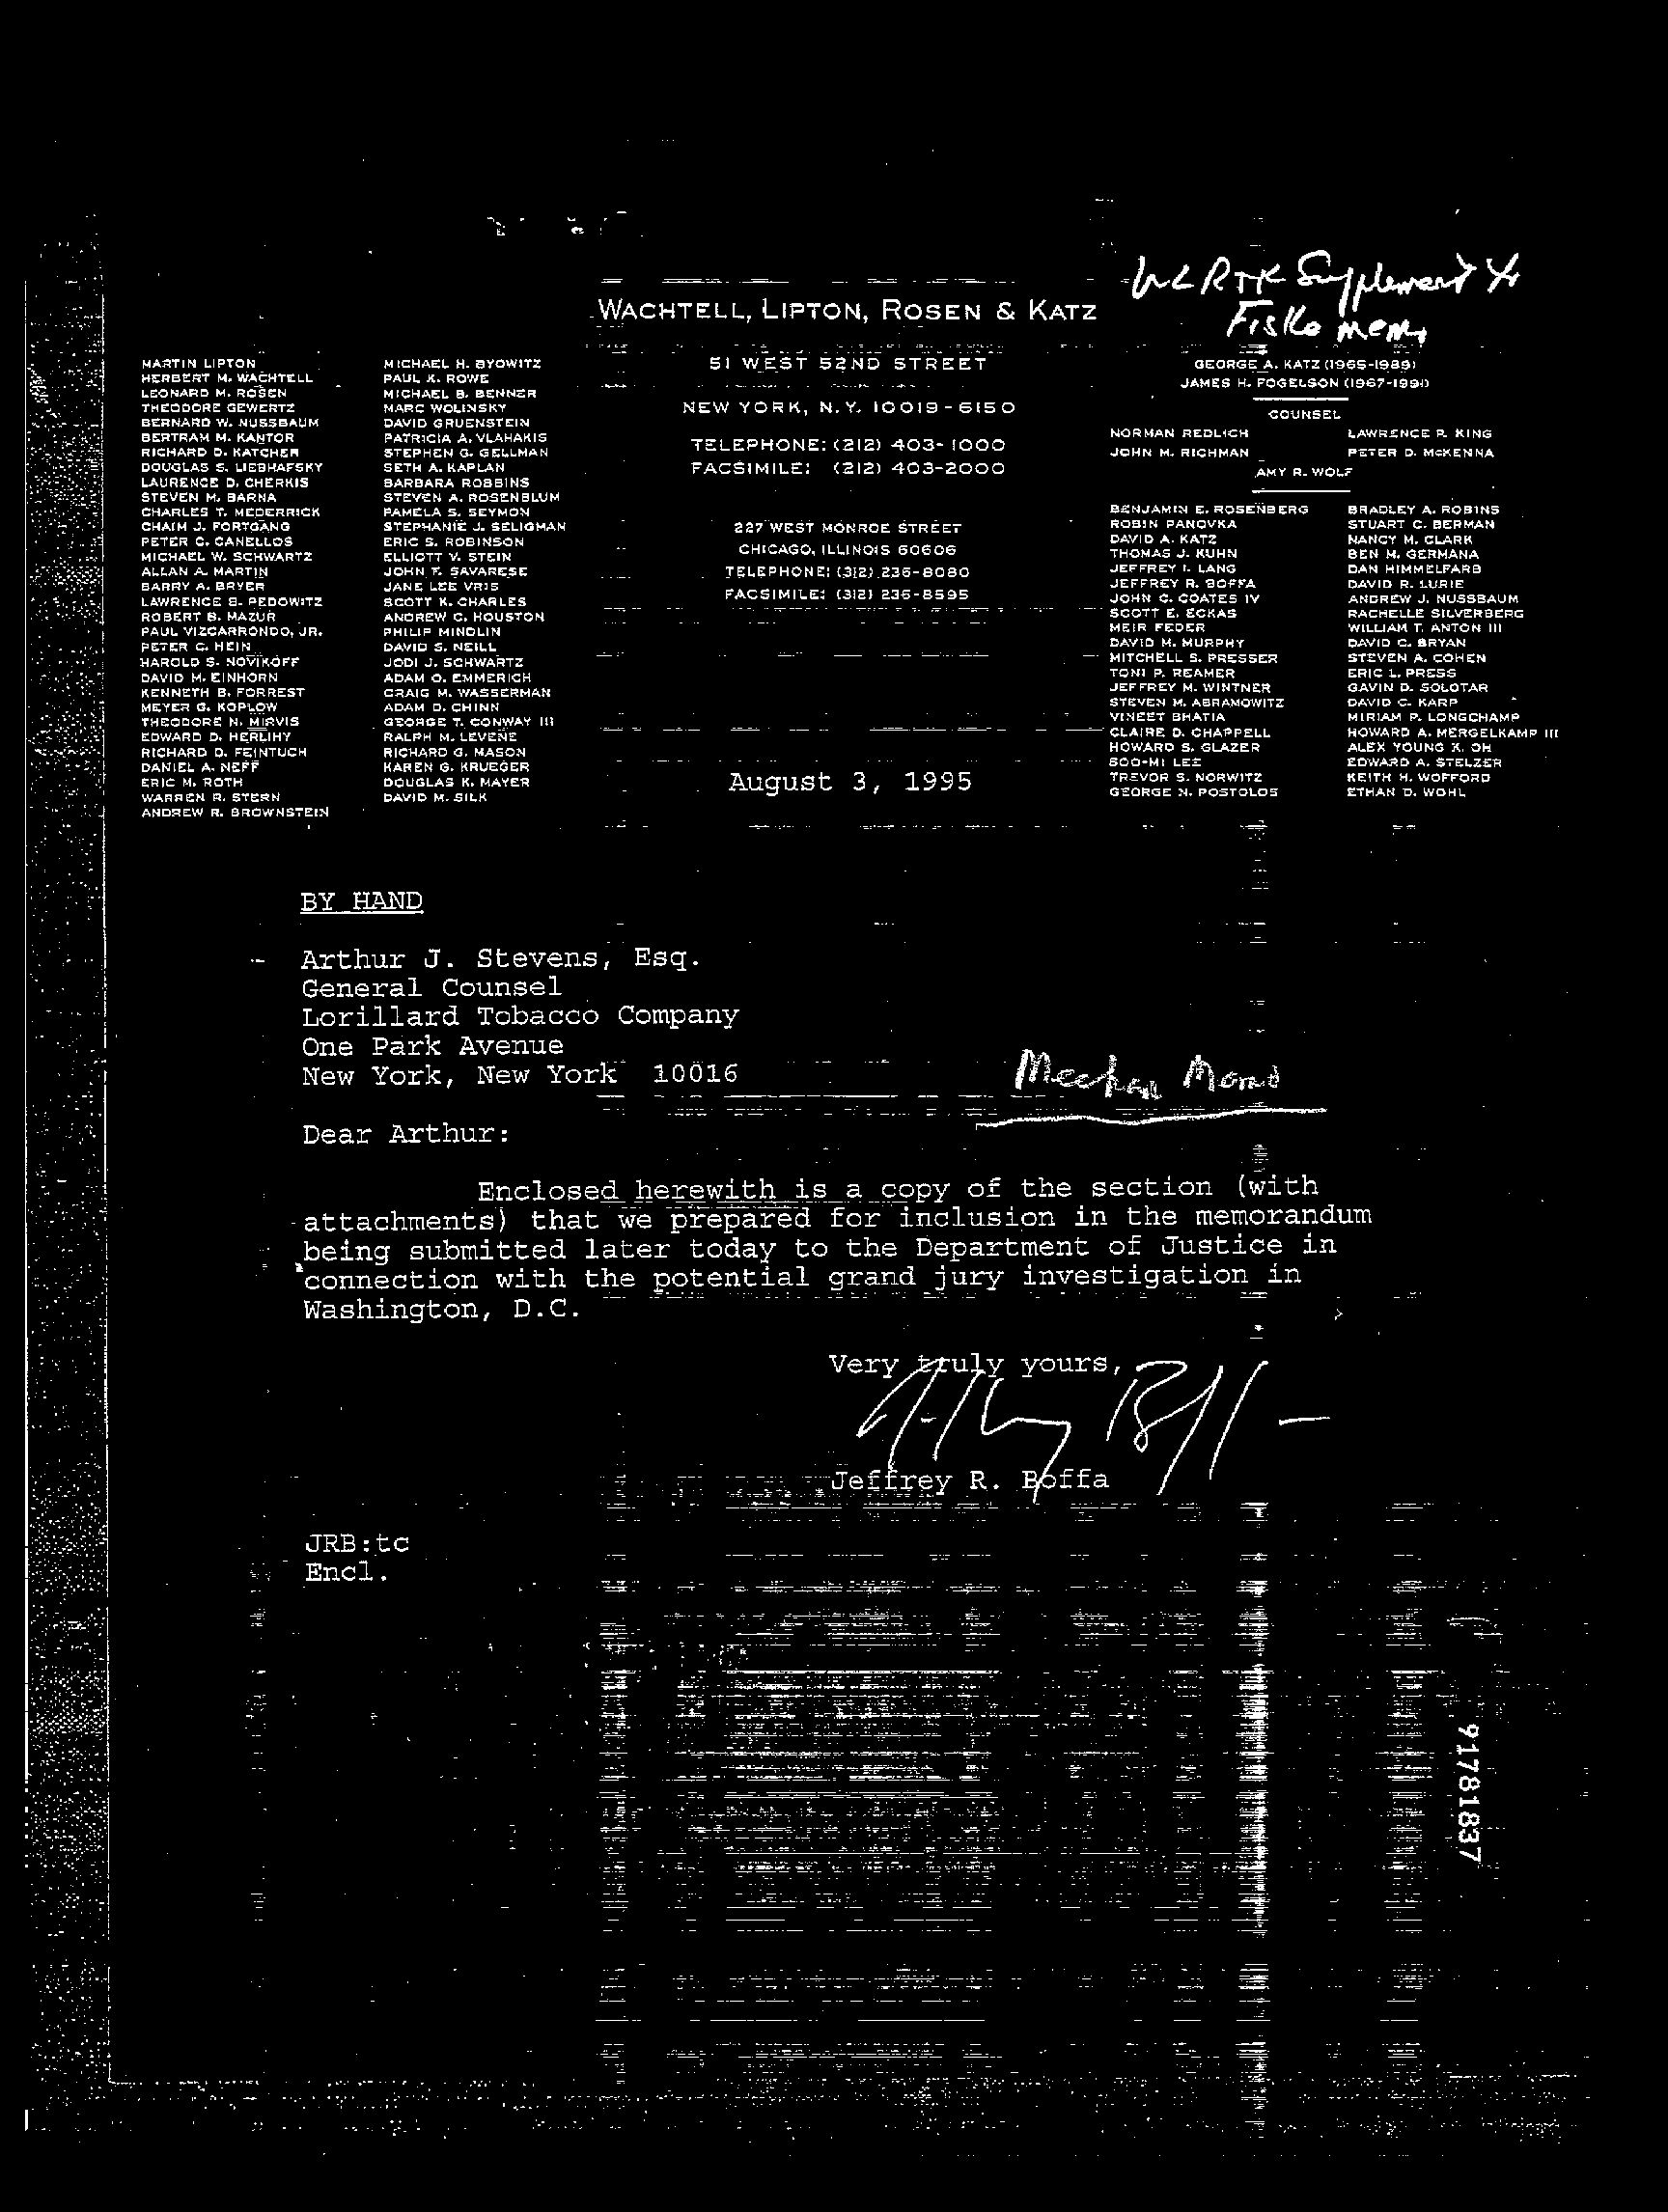 WLRTK Supplement to
Fiske memo
WACHTELL, LIPTON, ROSEN & KATZ
51 WEST 52ND STREET
NEW YORK, N.Y. 10019-6150
TELEPHONE: (212) 403-1000
FACSIMILE: (212) 403-2000
227 WEST MONROE STREET
CHICAGO, ILLINOIS 60606
TELEPHONE: (312) 236-8080
FACSIMILE: (312) 236-8595
MARTIN LIPTON
HERBERT M. WACHTELL
LEONARD M. ROSEN
THEODORE GEWERTZ
BERNARD W. NUSSBAUM
BERTRAM M. KANTOR
RICHARD D. KATCHER
DOUGLAS S. LIEBHAFSKY
LAURENCE D. CHERKIS
STEVEN M. BARNA
CHARLES T. MEDERRICK
CHAIM J. FORTGANG
PETER C. CANELLOS
MICHAEL W. SCHWARTZ
ALLAN A. MARTIN
BARRY A. BRYER
LAWRENCE B. PEDOWITZ
ROBERT B. MAZUR
PAUL VIZCARRONDO, JR.
PETER C. HEIN
HAROLD S. NOVIKOFF
DAVID M. EINHORN
KENNETH B. FORREST
MEYER G. KOPLOW
THEODORE N. MIRVIS
EDWARD D. HERLIHY
RICHARD D. FEINTUCH
DANIEL A. NEFF
ERIC M. ROTH
WARREN R. STERN
ANDREW R. BROWNSTEIN
MICHAEL H. BYOWITZ
PAUL K. ROWE
MICHAEL B. BENNER
MARC WOLINSKY
DAVID GRUENSTEIN
PATRICIA A. VLAHAKIS
STEPHEN G. GELLMAN
SETH A. KAPLAN
BARBARA ROBBINS
STEVEN A. ROSENBLUM
PAMELA S. SEYMON
STEPHANIE J. SELIGMAN
ERIC S. ROBINSON
ELLIOTT V. STEIN
JOHN F. SAVARESE
JANE LEE VRIS
SCOTT K. CHARLES
ANDREW C. HOUSTON
PHILIP MINDLIN
DAVID S. NEILL
JODI J. SCHWARTZ
ADAM O. EMMERICH
CRAIG M. WASSERMAN
ADAM D. CHINN
GEORGE T. CONWAY III
RALPH M. LEVENE
RICHARD G. MASON
KAREN G. KRUEGER
DOUGLAS K. MAYER
DAVID M. SILK
GEORGE A. KATZ (1965-1989)
JAMES H. FOGELSON (1967-1991)
COUNSEL
NORMAN REDLICH LAWRENCE P. KING
JOHN M. RICHMAN PETER D. McKENNA
AMY R. WOLF
BENJAMIN E. ROSENBERG
ROBIN PANOVKA
DAVID A. KATZ
THOMAS J. KUHN
JEFFREY I. LANG
JEFFREY R. BOFFA
JOHN C. COATES IV
SCOTT E. ECKAS
MEIR FEDER
DAVID M. MURPHY
MITCHELL S. PRESSER
TONI P. REAMER
JEFFREY M. WINTNER
STEVEN M. ABRAMOWITZ
VINEET BHATIA
CLAIRE D. CHAPPELL
HOWARD S. GLAZER
SOO-MI LEE
TREVOR S. NORWITZ
GEORGE N. POSTOLOS
BRADLEY A. ROBINS
STUART C. BERMAN
NANCY M. CLARK
BEN M. GERMANA
DAN HIMMELFARB
DAVID R. LURIE
ANDREW J. NUSSBAUM
RACHELLE SILVERBERG
WILLIAM T. ANTON III
DAVID C. BRYAN
STEVEN A. COHEN
ERIC L. PRESS
GAVIN D. SOLOTAR
DAVID C. KARP
MIRIAM P. LONGCHAMP
HOWARD A. MERGELKAMP III
ALEX YOUNG K. OH
EDWARD A. STELZER
KEITH H. WOFFORD
ETHAN D. WOHL
August 3, 1995
BY HAND
Arthur J. Stevens, Esq.
General Counsel
Lorillard Tobacco Company
One Park Avenue
New York, New York 10016
Meehan Memo
Dear Arthur:
Enclosed herewith is a copy of the section (with
attachments) that we prepared for inclusion in the memorandum
being submitted later today to the Department of Justice in
connection with the potential grand jury investigation in
Washington, D.C.
Very truly yours,
Jeffrey R. Boffa
JRB:tc
Encl.
91781837